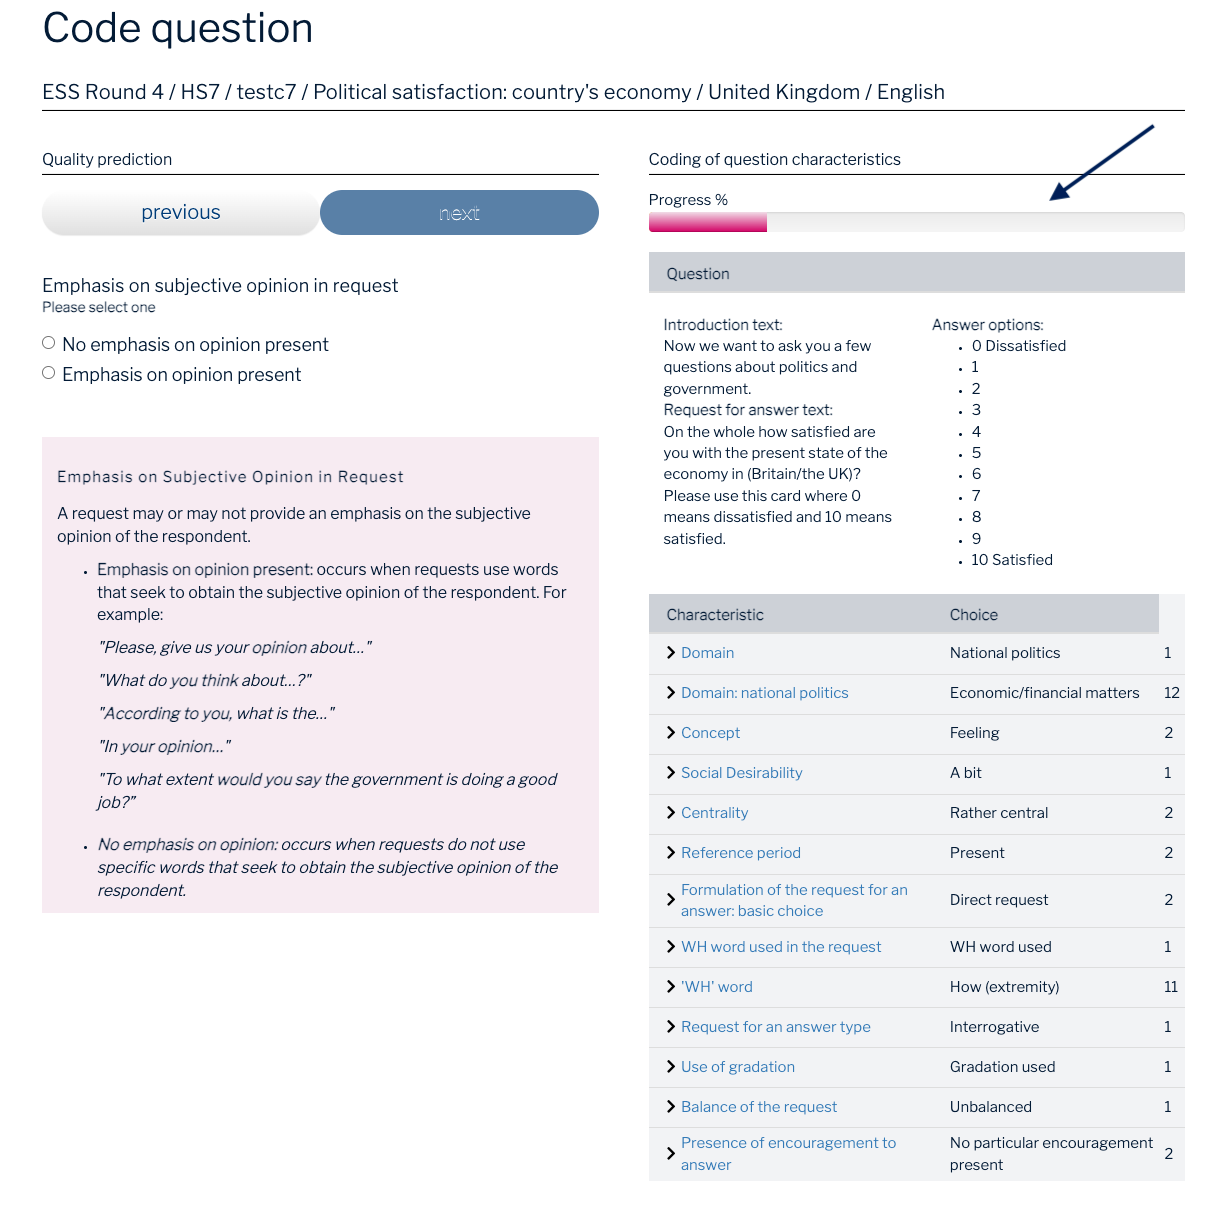 Code question
ESS Round 4 / HS7 / testc7 / Political satisfaction: country's economy / United Kingdom / English
Quality prediction
previous
next
Emphasis on subjective opinion in request
Please select one
No emphasis on opinion present
Emphasis on opinion present
Emphasis on Subjective Opinion in Request
A request may or may not provide an emphasis on the subjective
opinion of the respondent.
• Emphasis on opinion present: occurs when requests use words
that seek to obtain the subjective opinion of the respondent. For
example:
"Please, give us your opinion about..."
"What do you think about...?"
"According to you, what is the..."
"In your opinion..."
"To what extent would you say the government is doing a good
job?"
• No emphasis on opinion: occurs when requests do not use
specific words that seek to obtain the subjective opinion of the
respondent.
Coding of question characteristics
Progress %
Question
Introduction text:
Now we want to ask you a few
questions about politics and
government.
Request for answer text:
On the whole how satisfied are
you with the present state of the
economy in (Britain/the UK)?
Please use this card where 0
means dissatisfied and 10 means
satisfied.
Answer options:
• 0 Dissatisfied
• 1
• 2
• 3
• 4
• 5
• 6
• 7
• 8
• 9
• 10 Satisfied
Characteristic Choice
Domain National politics 1
Domain: national politics Economic/financial matters 12
Concept Feeling 2
Social Desirability A bit 1
Centrality Rather central 2
Reference period Present 2
Formulation of the request for an
answer: basic choice Direct request 2
WH word used in the request WH word used 1
'WH' word How (extremity) 11
Request for an answer type Interrogative 1
Use of gradation Gradation used 1
Balance of the request Unbalanced 1
Presence of encouragement to
answer No particular encouragement
present 2